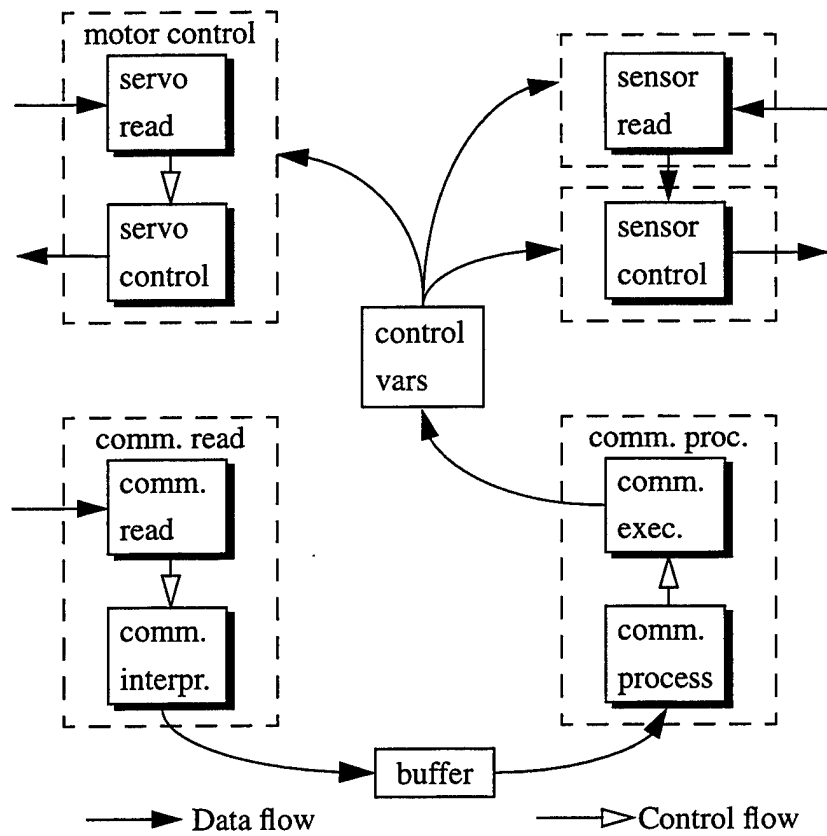 motor control
servo
read
servo
control
sensor
read
sensor
control
control
vars
comm. read
comm.
read
comm.
interpr.
comm. proc.
comm.
exec.
comm.
process
buffer
Data flow
Control flow